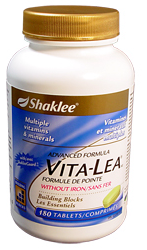 Shaklee
Multiple
vitamins
& minerals
Vitamines
et
ADVANCED FORMULA
VITA-LEA
FORMULE DE POINTE
WITHOUT IRON/SANS FER
Building Blocks
Les Essentiels
180 TABLETS/COMPRIMÉS